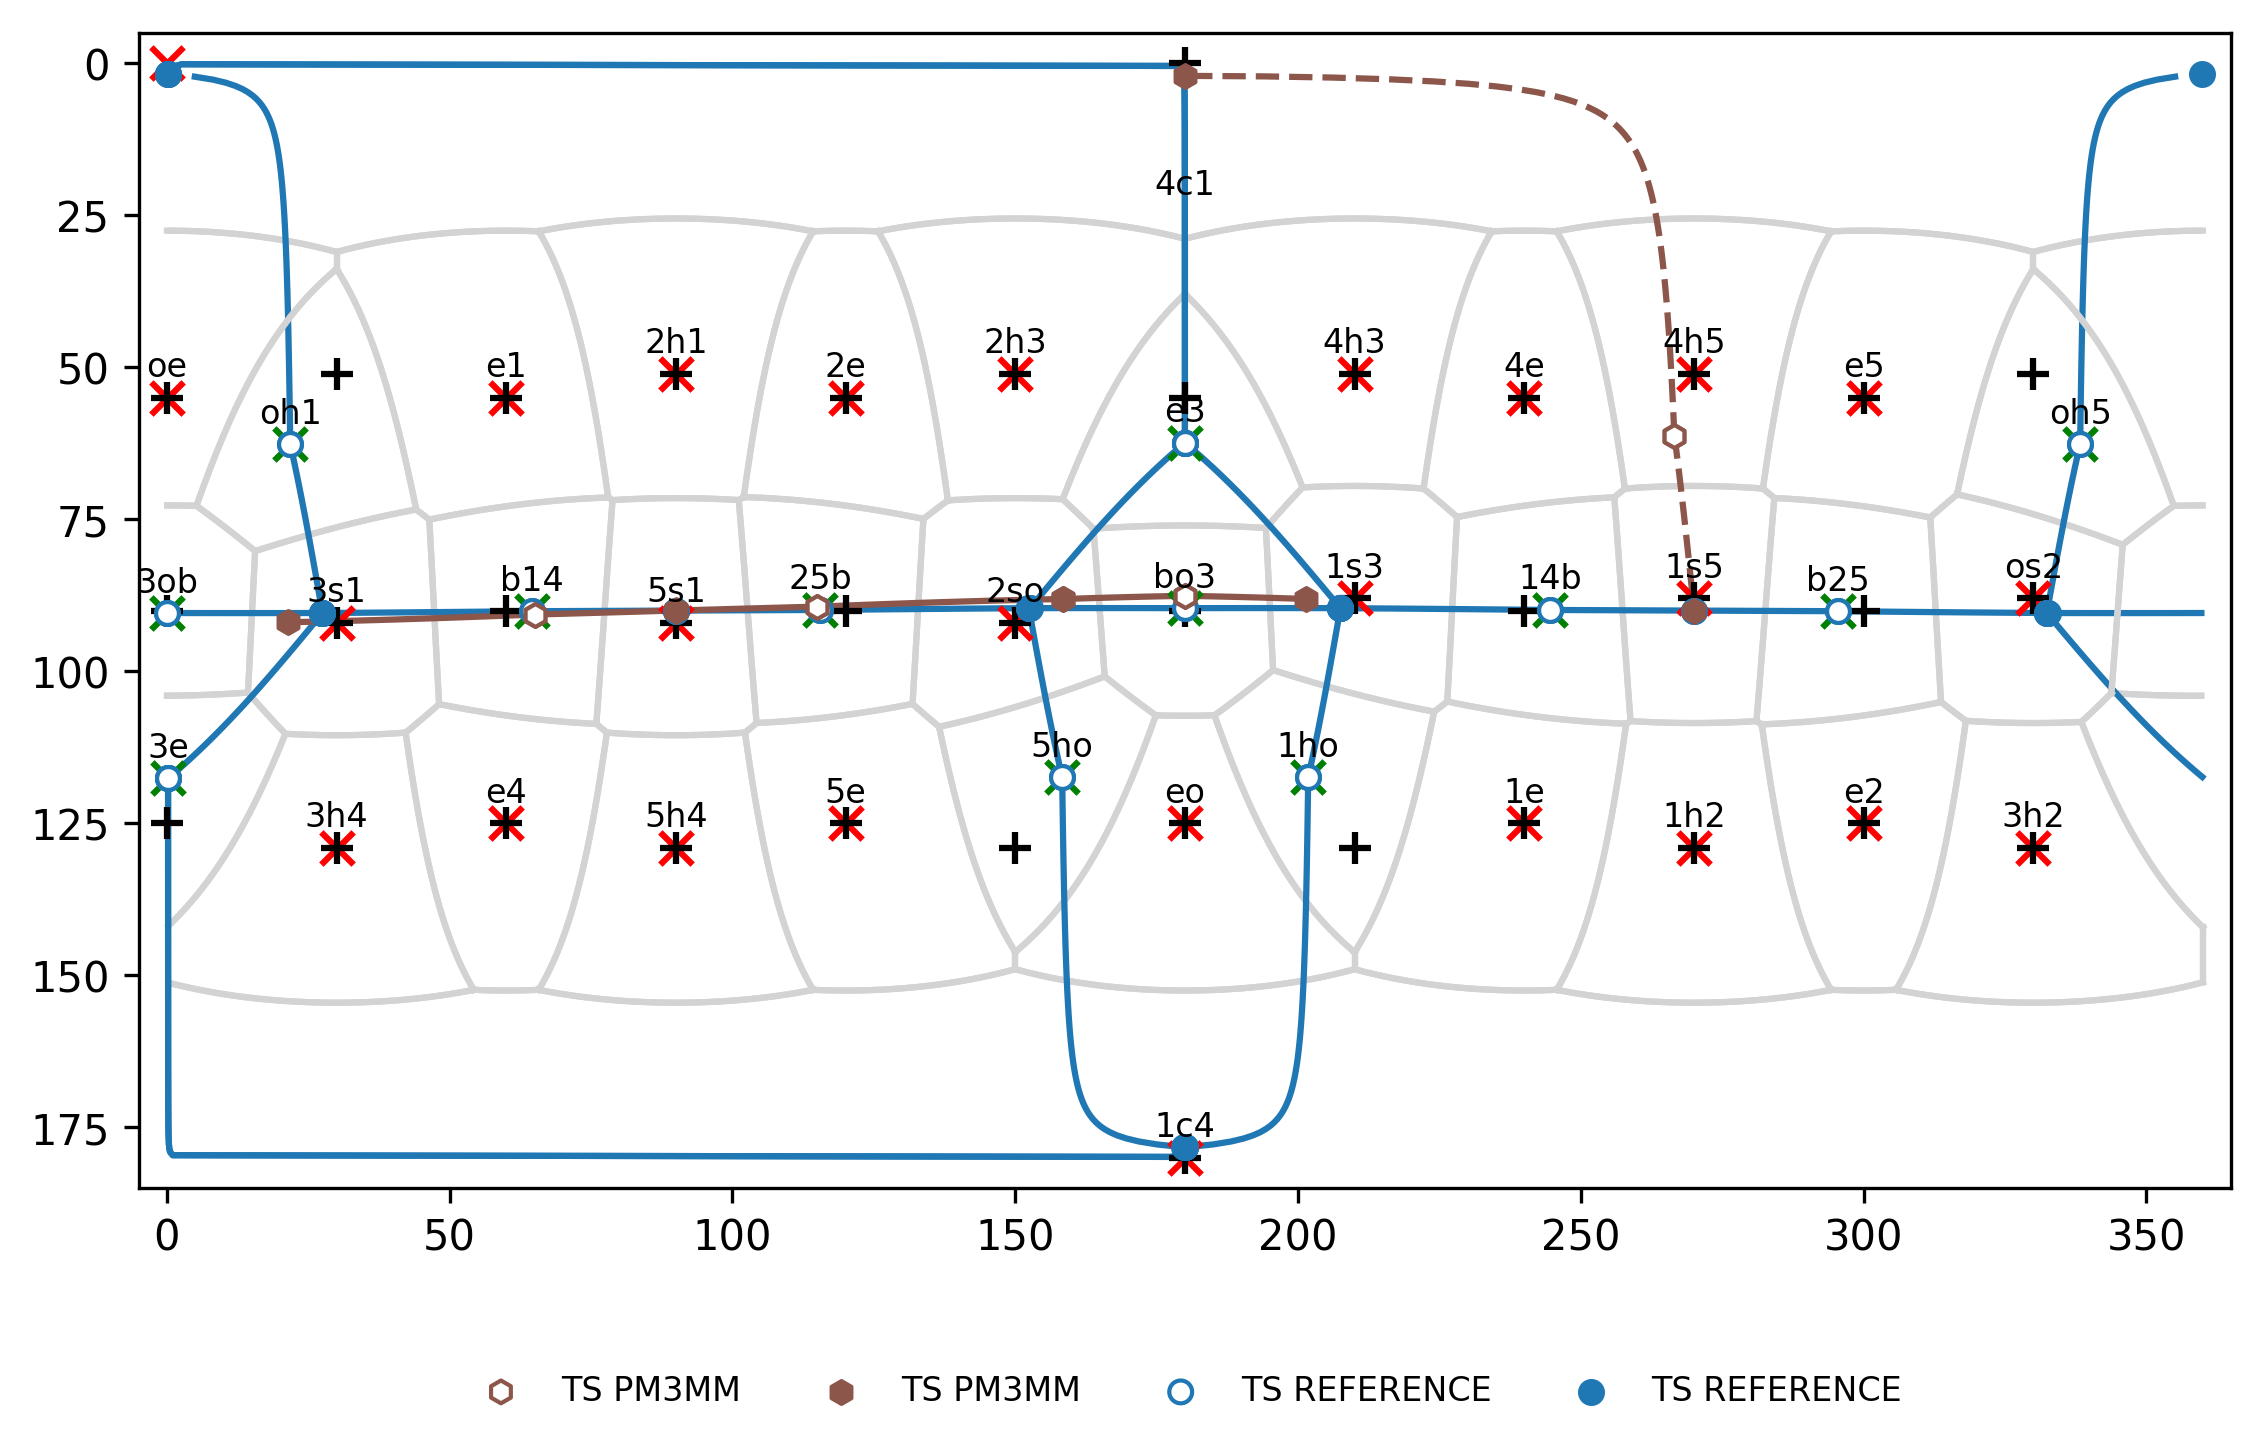 0
4c1
25
2h1 2h3 4h3 4h5
oe e1 2e 4e e5
50
oh1 e3 oh5
75
1s3 1s5 os2
3ob b14 25b bo3 14b b25
3s1 5s1 2so
100
3e 5ho 1ho
e4 5e eo 1e e2
3h4 5h4 1h2 3h2
125
150
1c4
175
0 50 100 150 200 250 300 350
TS PM3MM TS PM3MM TS REFERENCE TS REFERENCE